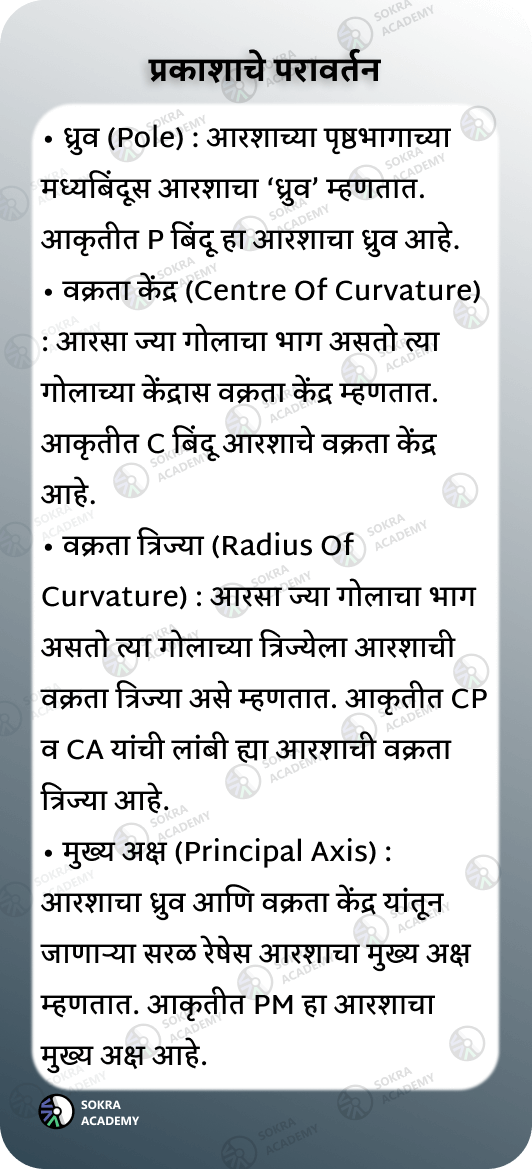 प्रकाशाचे परावर्तन
• ध्रुव (Pole) : आरशाच्या पृष्ठभागाच्या
मध्यबिंदूस आरशाचा ‘ध्रुव’ म्हणतात.
आकृतीत P बिंदू हा आरशाचा ध्रुव आहे.
• वक्रता केंद्र (Centre Of Curvature)
: आरसा ज्या गोलाचा भाग असतो त्या
गोलाच्या केंद्रास वक्रता केंद्र म्हणतात.
आकृतीत C बिंदू आरशाचे वक्रता केंद्र
आहे.
• वक्रता त्रिज्या (Radius Of
Curvature) : आरसा ज्या गोलाचा भाग
असतो त्या गोलाच्या त्रिज्येला आरशाची
वक्रता त्रिज्या असे म्हणतात. आकृतीत CP
व CA यांची लांबी ह्या आरशाची वक्रता
त्रिज्या आहे.
• मुख्य अक्ष (Principal Axis) :
आरशाचा ध्रुव आणि वक्रता केंद्र यांतून
जाणाऱ्या सरळ रेषेस आरशाचा मुख्य अक्ष
म्हणतात. आकृतीत PM हा आरशाचा
मुख्य अक्ष आहे.
SOKRA
ACADEMY